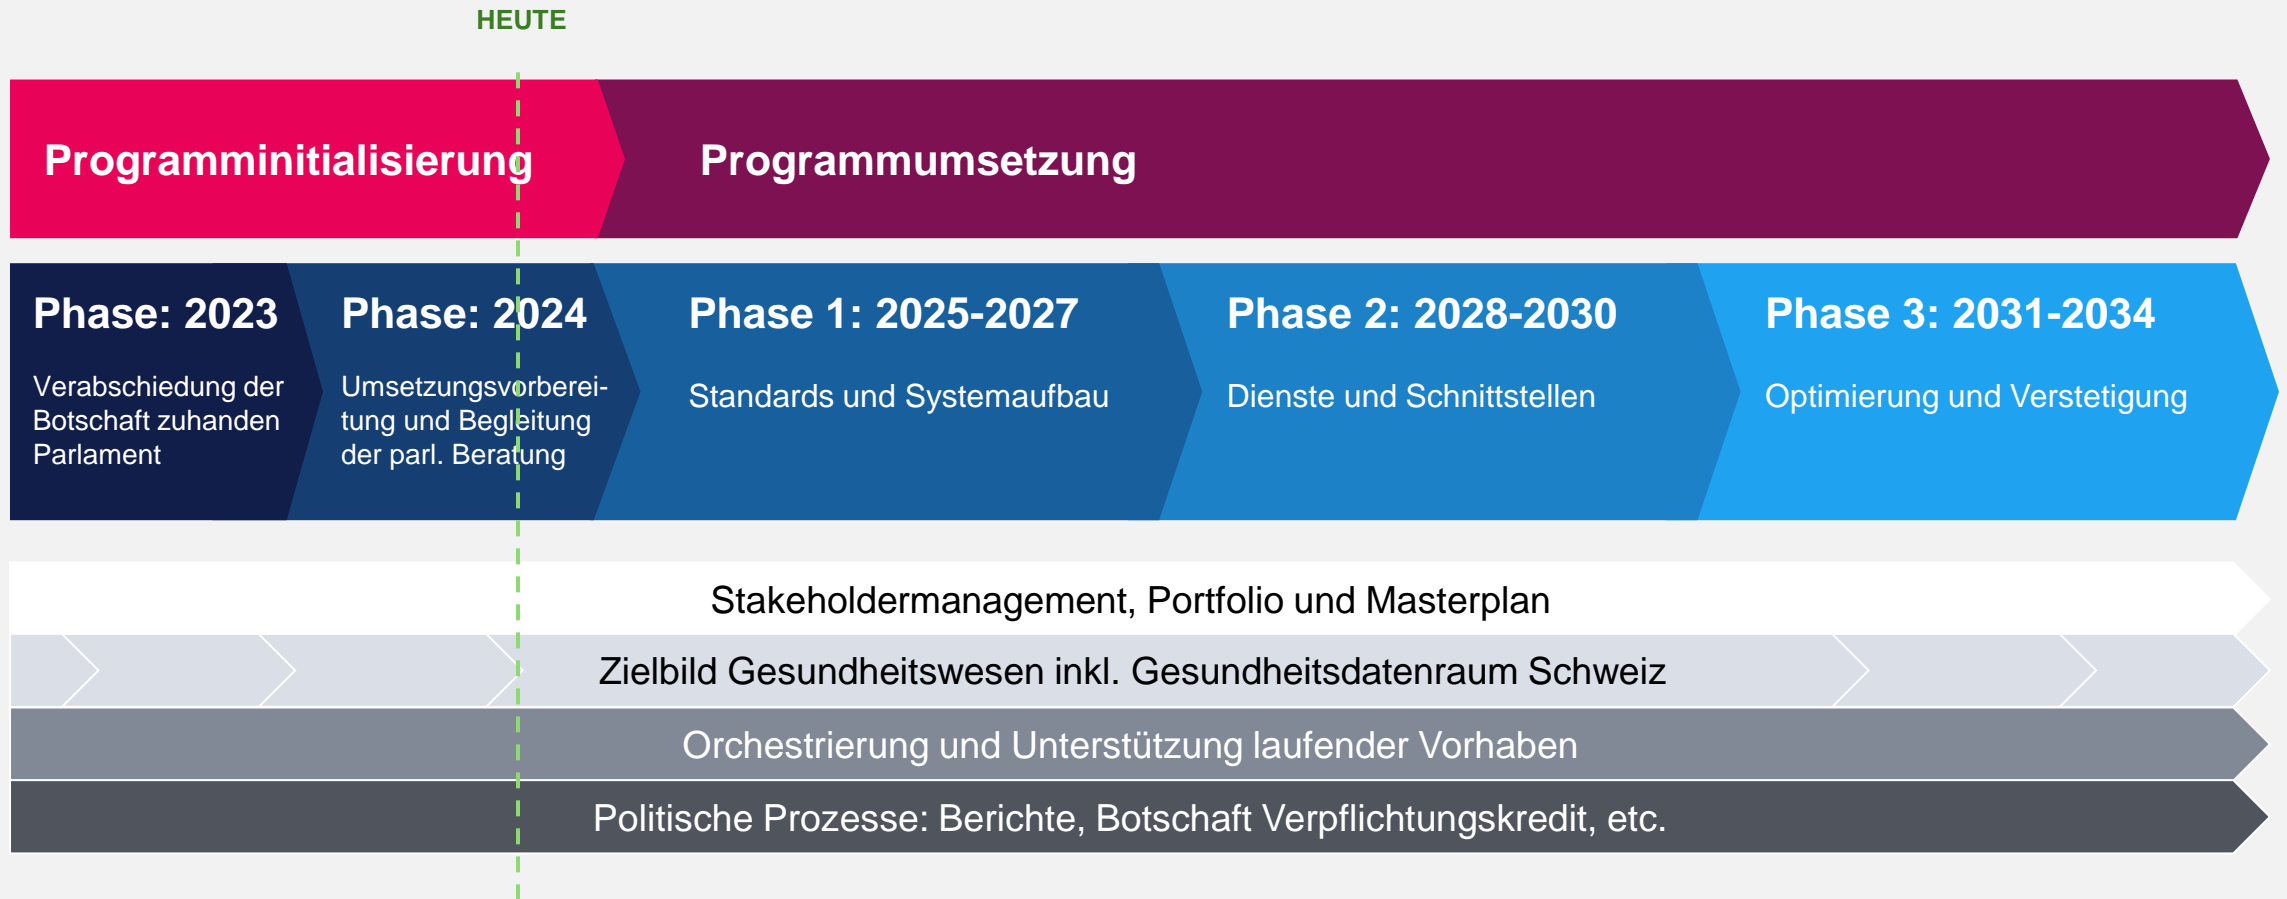 HEUTE
Programminitialisierung
Programmumsetzung
Phase: 2023
Verabschiedung der
Botschaft zuhanden
Parlament
Phase: 2024
Umsetzungsvorberei-
tung und Begleitung
der parl. Beratung
Phase 1: 2025-2027
Standards und Systemaufbau
Phase 2: 2028-2030
Dienste und Schnittstellen
Phase 3: 2031-2034
Optimierung und Verstetigung
Stakeholdermanagement, Portfolio und Masterplan
Zielbild Gesundheitswesen inkl. Gesundheitsdatenraum Schweiz
Orchestrierung und Unterstützung laufender Vorhaben
Politische Prozesse: Berichte, Botschaft Verpflichtungskredit, etc.